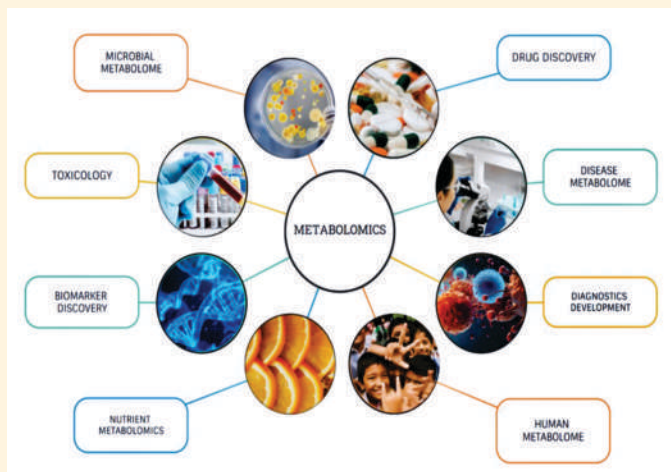 MICROBIAL
METABOLOME
DRUG DISCOVERY
TOXICOLOGY
DISEASE
METABOLOME
METABOLOMICS
BIOMARKER
DISCOVERY
DIAGNOSTICS
DEVELOPMENT
NUTRIENT
METABOLOMICS
HUMAN
METABOLOME